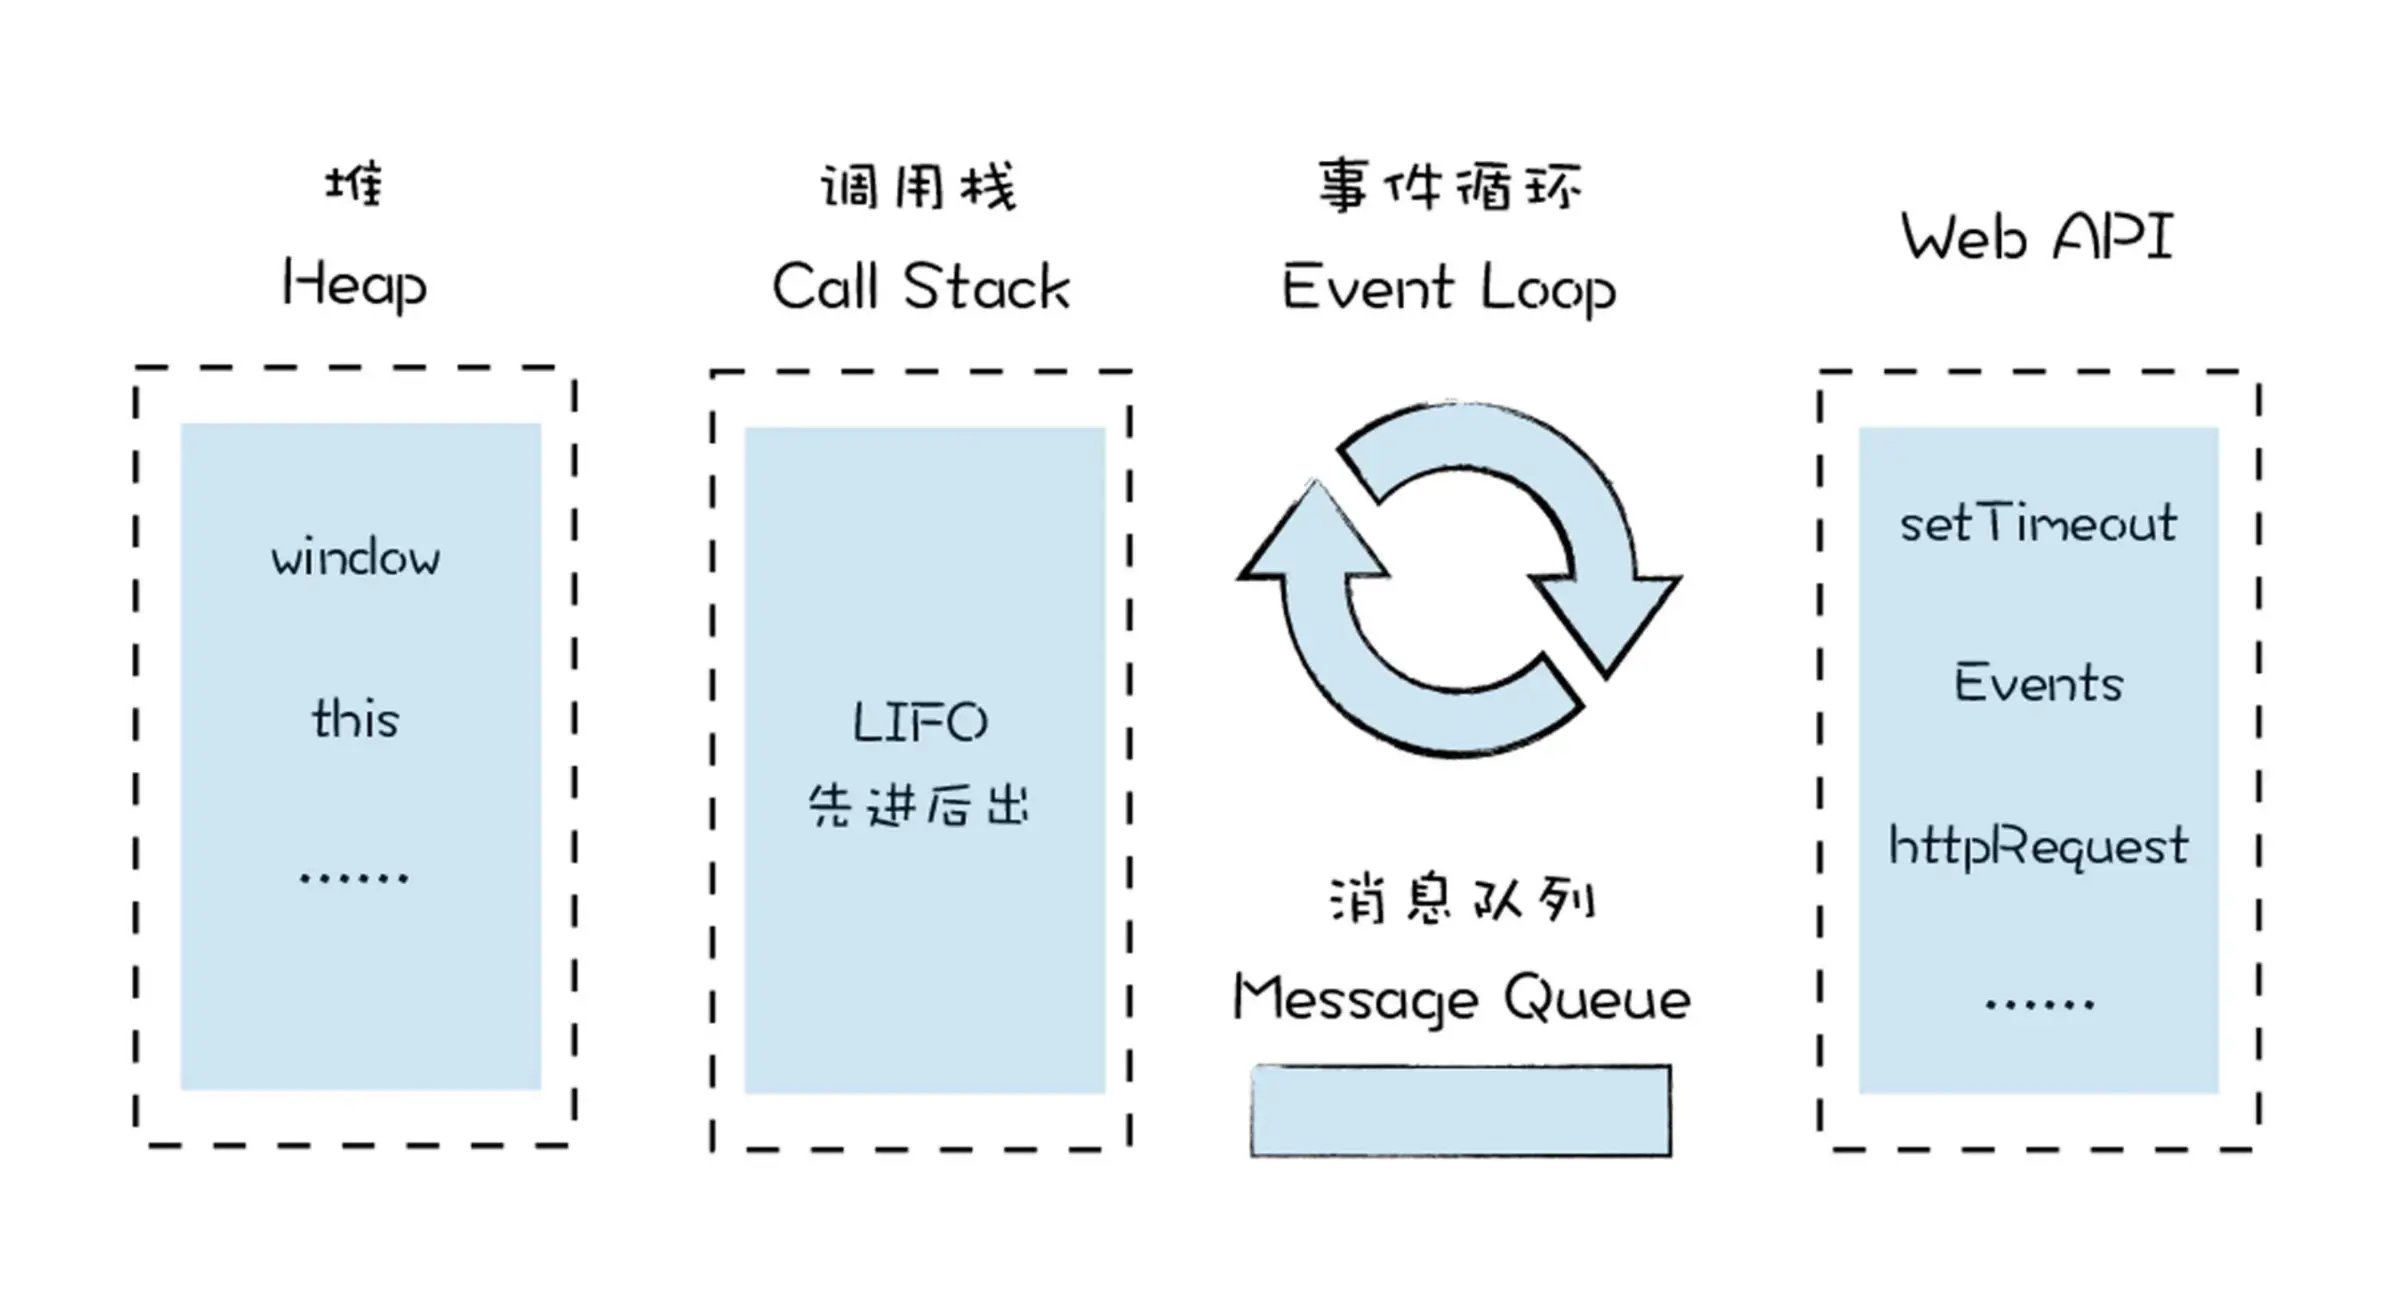 堆
Heap
window
this
······
调用栈
Call Stack
LIFO
先进后出
事件循环
Event Loop
消息队列
Message Queue
Web API
setTimeout
Events
httpRequest
······